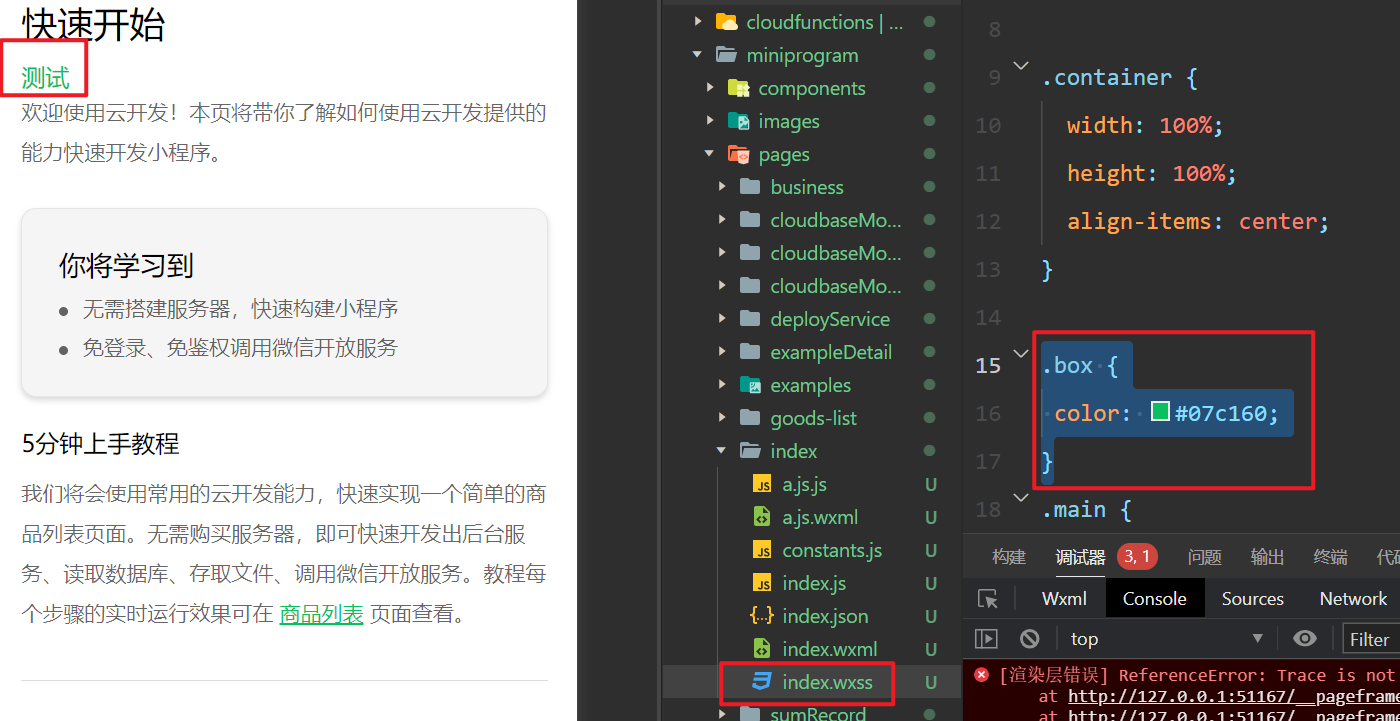 快速开始
测试
欢迎使用云开发！本页将带你了解如何使用云开发提供的
能力快速开发小程序。
你将学习到
无需搭建服务器，快速构建小程序
免登录、免鉴权调用微信开放服务
5分钟上手教程
我们将会使用常用的云开发能力，快速实现一个简单的商
品列表页面。无需购买服务器，即可快速开发出后台服
务、读取数据库、存取文件、调用微信开放服务。教程每
个步骤的实时运行效果可在 商品列表 页面查看。
cloudfunctions | ...
miniprogram
components
images
pages
business
cloudbaseMo...
cloudbaseMo...
cloudbaseMo...
deployService
exampleDetail
examples
goods-list
index
JS a.js.js U
a.js.wxml U
JS constants.js U
JS index.js U
{..} index.json U
index.wxml U
index.wxss U
sumRecord
8
9 .container {
10 width: 100%;
11 height: 100%;
12 align-items: center;
13 }
14
15 .box {
16 color: #07c160;
17 }
18 .main {
构建 调试器 3, 1 问题 输出 终端 代码
Wxml Console Sources Network
top Filter
[渲染层错误] ReferenceError: Trace is not
at http://127.0.0.1:51167/__pageframe
at http://127.0.0.1:51167/__pageframe